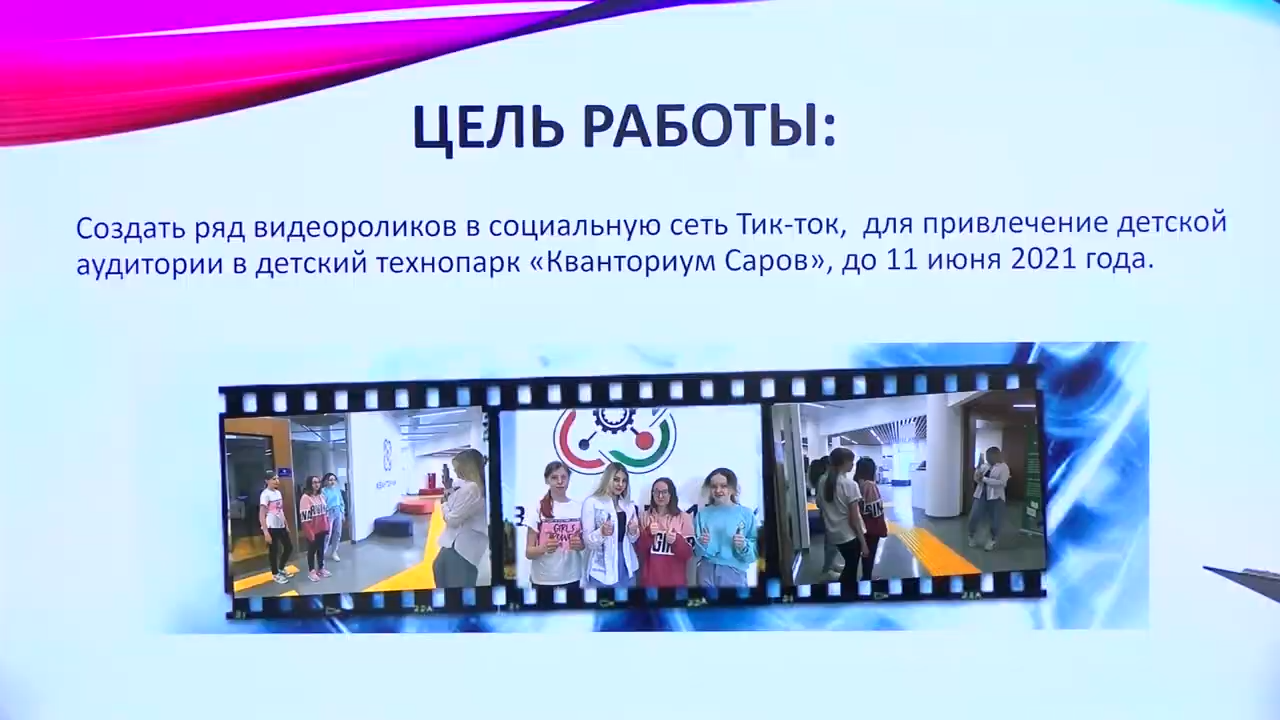 ЦЕЛЬ РАБОТЫ:
Создать ряд видеороликов в социальную сеть Тик-ток, для привлечение детской
аудитории в детский технопарк «Кванториум Саров», до 11 июня 2021 года.
GIRLS